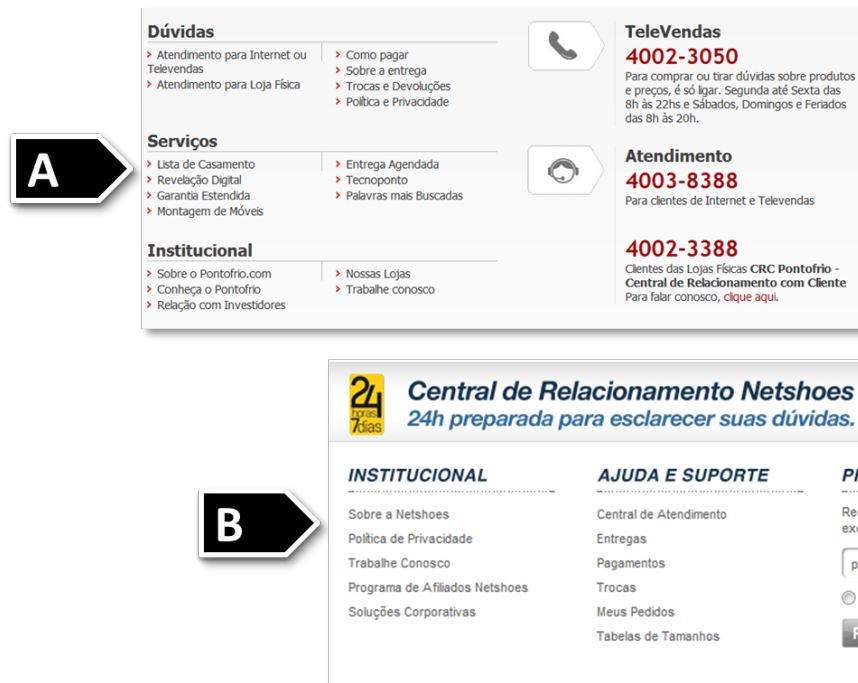 Dúvidas
Atendimento para Internet ou
Televendas
Atendimento para Loja Física
Como pagar
Sobre a entrega
Trocas e Devoluções
Política e Privacidade
TeleVendas
4002-3050
Para comprar ou tirar dúvidas sobre produtos
e preços, é só ligar. Segunda até Sexta das
8h às 22hs e Sábados, Domingos e Feriados
das 8h às 20h.
A
Serviços
Lista de Casamento
Revelação Digital
Garantia Estendida
Montagem de Móveis
Entrega Agendada
Tecnoponto
Palavras mais Buscadas
Atendimento
4003-8388
Para clientes de Internet e Televendas
Institucional
Sobre o Pontofrio.com
Conheça o Pontofrio
Relação com Investidores
Nossas Lojas
Trabalhe conosco
4002-3388
Clientes das Lojas Físicas CRC Pontofrio -
Central de Relacionamento com Cliente
Para falar conosco, clique aqui.
24
horas
7dias
Central de Relacionamento Netshoes
24h preparada para esclarecer suas dúvidas.
B
INSTITUCIONAL
Sobre a Netshoes
Política de Privacidade
Trabalhe Conosco
Programa de Afiliados Netshoes
Soluções Corporativas
AJUDA E SUPORTE
Central de Atendimento
Entregas
Pagamentos
Trocas
Meus Pedidos
Tabelas de Tamanhos